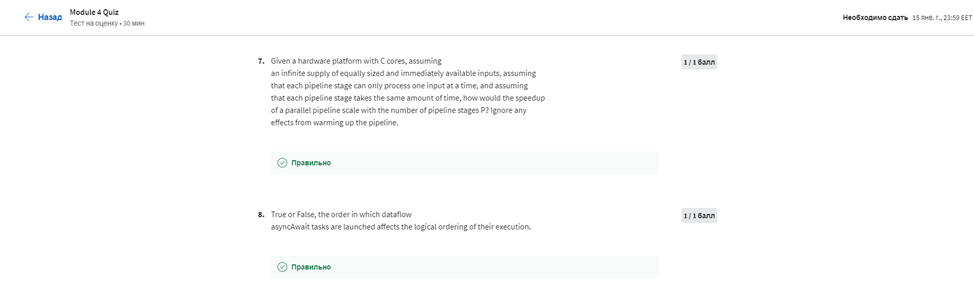 Назад
Module 4 Quiz
Тест на оценку • 30 мин
Необходимо сдать 15 янв. г., 23:59 EET
7. Given a hardware platform with C cores, assuming
an infinite supply of equally sized and immediately available inputs, assuming
that each pipeline stage can only process one input at a time, and assuming
that each pipeline stage takes the same amount of time, how would the speedup
of a parallel pipeline scale with the number of pipeline stages P? Ignore any
effects from warming up the pipeline.
1 / 1 балл
Правильно
8. True or False, the order in which dataflow
asyncAwait tasks are launched affects the logical ordering of their execution.
1 / 1 балл
Правильно